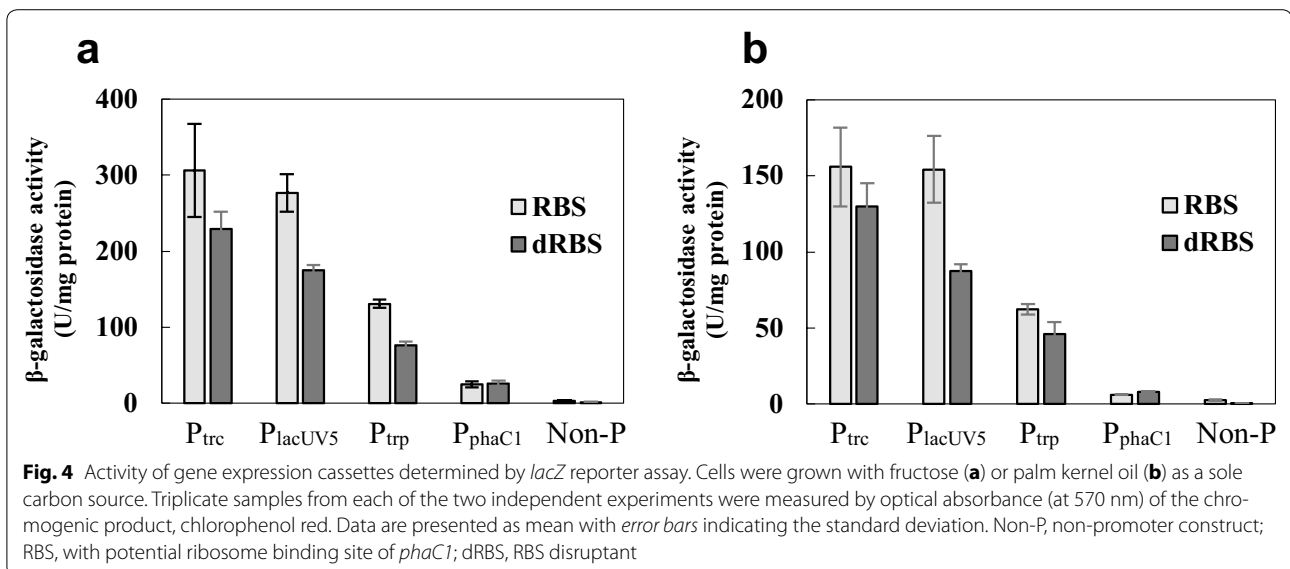 a
β-galactosidase activity
(U/mg protein)
400
300
200
100
0
RBS
dRBS
Ptrc PlacUV5 Ptrp PphaC1 Non-P
b
β-galactosidase activity
(U/mg protein)
200
150
100
50
0
RBS
dRBS
Ptrc PlacUV5 Ptrp PphaC1 Non-P
Fig. 4 Activity of gene expression cassettes determined by lacZ reporter assay. Cells were grown with fructose (a) or palm kernel oil (b) as a sole
carbon source. Triplicate samples from each of the two independent experiments were measured by optical absorbance (at 570 nm) of the chro-
mogenic product, chlorophenol red. Data are presented as mean with error bars indicating the standard deviation. Non-P, non-promoter construct;
RBS, with potential ribosome binding site of phaC1; dRBS, RBS disruptant